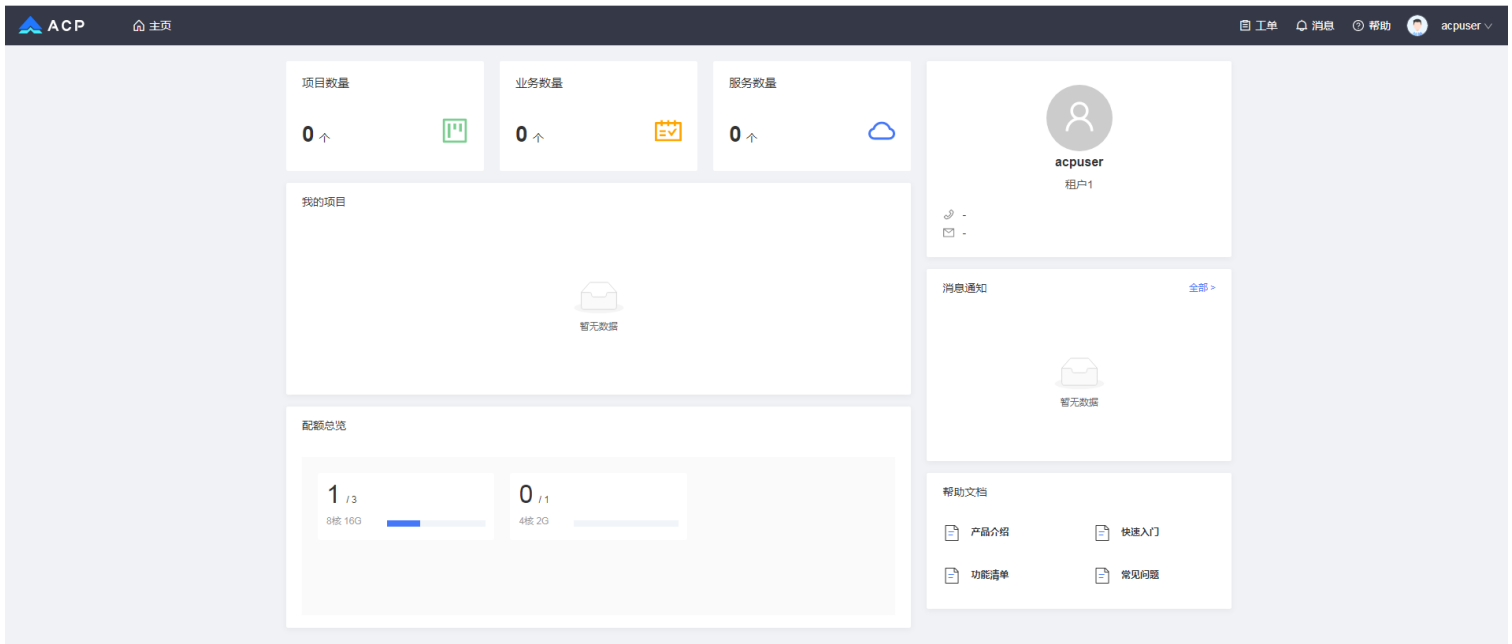 ACP 主页 工单 消息 帮助 acpuser
项目数量
0 个
业务数量
0 个
服务数量
0 个
我的项目
暂无数据
配额总览
1 / 3
8核 16G
0 / 1
4核 2G
acpuser
租户1
-
-
消息通知 全部 >
暂无数据
帮助文档
产品介绍 快速入门
功能清单 常见问题